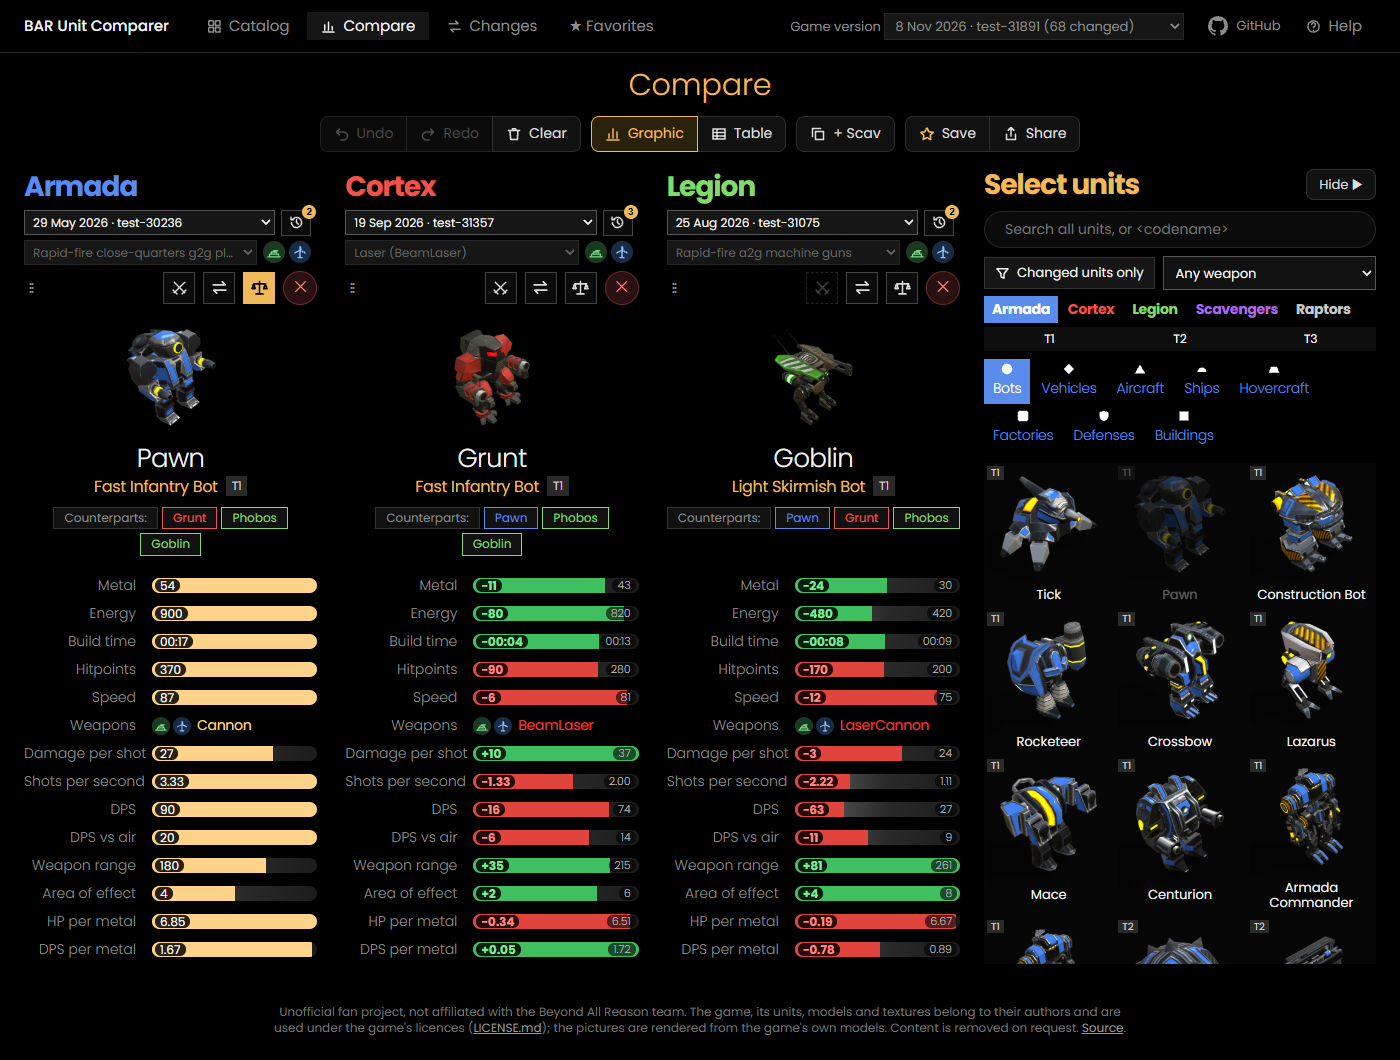 BAR Unit Comparer Catalog Compare Changes ★ Favorites Game version 8 Nov 2026 · test-31891 (68 changed) GitHub Help
Compare
Undo Redo Clear Graphic Table + Scav Save Share
Armada
29 May 2026 · test-30236 2
Rapid-fire close-quarters g2g pl...
Pawn
Fast Infantry Bot T1
Counterparts: Grunt Phobos
Goblin
Metal 54
Energy 900
Build time 00:17
Hitpoints 370
Speed 87
Weapons Cannon
Damage per shot 27
Shots per second 3.33
DPS 90
DPS vs air 20
Weapon range 180
Area of effect 4
HP per metal 6.85
DPS per metal 1.67
Cortex
19 Sep 2026 · test-31357 3
Laser (BeamLaser)
Grunt
Fast Infantry Bot T1
Counterparts: Pawn Phobos
Goblin
Metal -11 43
Energy -80 820
Build time -00:04 00:13
Hitpoints -90 280
Speed -6 81
Weapons BeamLaser
Damage per shot +10 37
Shots per second -1.33 2.00
DPS -16 74
DPS vs air -6 14
Weapon range +35 215
Area of effect +2 6
HP per metal -0.34 6.51
DPS per metal +0.05 1.72
Legion
25 Aug 2026 · test-31075 2
Rapid-fire a2g machine guns
Goblin
Light Skirmish Bot T1
Counterparts: Pawn Grunt Phobos
Metal -24 30
Energy -480 420
Build time -00:08 00:09
Hitpoints -170 200
Speed -12 75
Weapons LaserCannon
Damage per shot -3 24
Shots per second -2.22 1.11
DPS -63 27
DPS vs air -11 9
Weapon range +81 261
Area of effect +4 8
HP per metal -0.19 6.67
DPS per metal -0.78 0.89
Select units Hide ▶
Search all units, or <codename>
Changed units only Any weapon
Armada Cortex Legion Scavengers Raptors
T1 T2 T3
Bots Vehicles Aircraft Ships Hovercraft
Factories Defenses Buildings
T1 T1 T1
Tick Pawn Construction Bot
T1 T1 T1
Rocketeer Crossbow Lazarus
T1 T1 T1
Mace Centurion Armada
Commander
T1 T2 T2
Unofficial fan project, not affiliated with the Beyond All Reason team. The game, its units, models and textures belong to their authors and are
used under the game's licences (LICENSE.md); the pictures are rendered from the game's own models. Content is removed on request. Source.